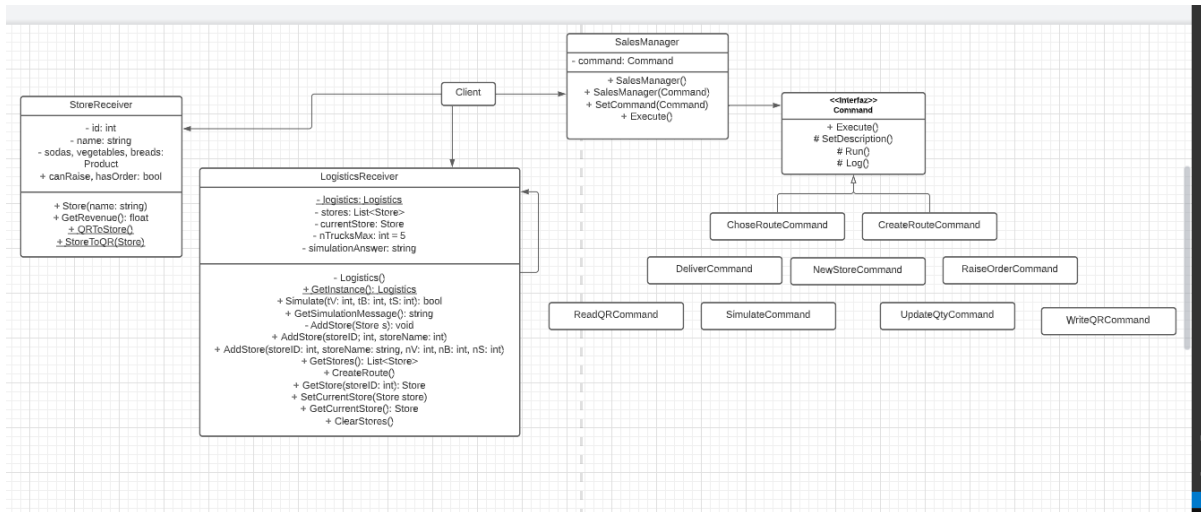 SalesManager
- command: Command
+ SalesManager()
+ SalesManager(Command)
+ SetCommand(Command)
+ Execute()
Client
<<Interfaz>>
Command
+ Execute()
# SetDescription()
# Run()
# Log()
StoreReceiver
- id: int
- name: string
- sodas, vegetables, breads:
Product
+ canRaise, hasOrder: bool
+ Store(name: string)
+ GetRevenue(): float
+ QRToStore()
+ StoreToQR(Store)
LogisticsReceiver
- logistics: Logistics
- stores: List<Store>
- currentStore: Store
- nTrucksMax: int = 5
- simulationAnswer: string
- Logistics()
+ GetInstance(): Logistics
+ Simulate(tV: int, tB: int, tS: int): bool
+ GetSimulationMessage(): string
- AddStore(Store s): void
+ AddStore(storeID; int, storeName: int)
+ AddStore(storeID: int, storeName: string, nV: int, nB: int, nS: int)
+ GetStores(): List<Store>
+ CreateRoute()
+ GetStore(storeID: int): Store
+ SetCurrentStore(Store store)
+ GetCurrentStore(): Store
+ ClearStores()
ChoseRouteCommand
CreateRouteCommand
DeliverCommand
NewStoreCommand
RaiseOrderCommand
ReadQRCommand
SimulateCommand
UpdateQtyCommand
WriteQRCommand